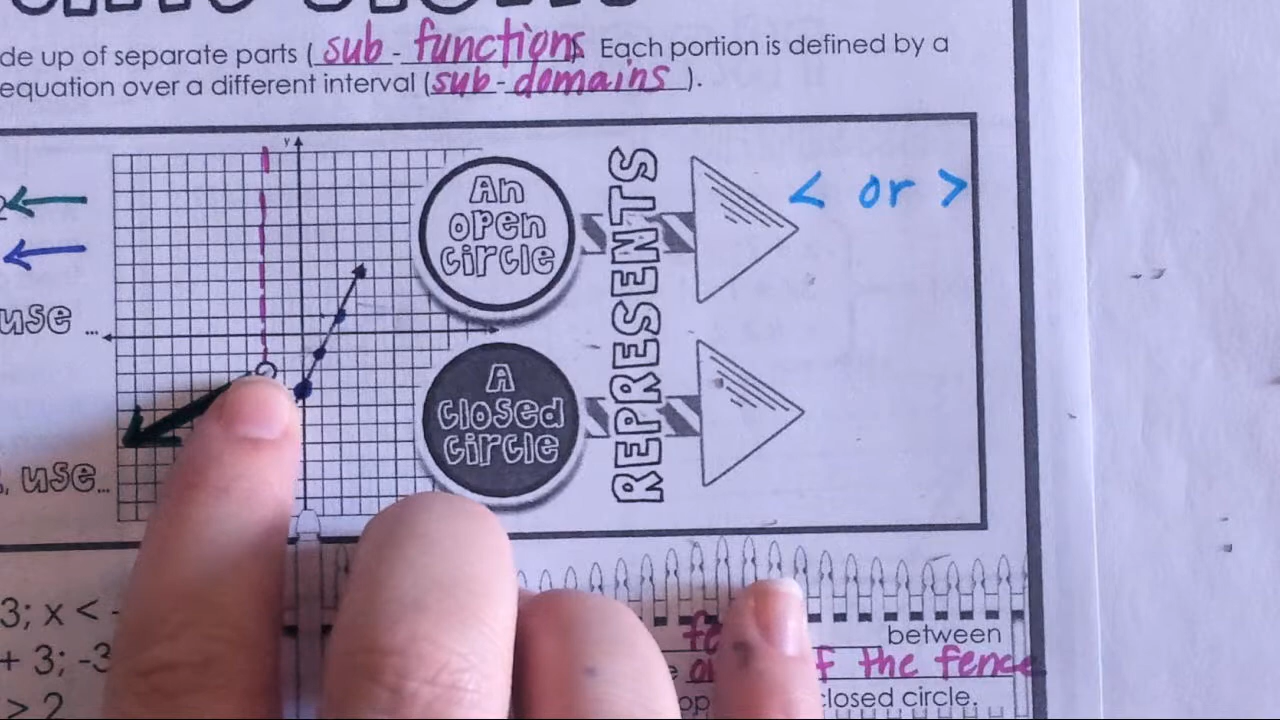 de up of separate parts (sub-functions). Each portion is defined by a
equation over a different interval (sub-domains).
y
An
open
circle
REPRESENTS
< or >
use ...
A
closed
circle
, use...
3; x < -
+ 3; -3
> 2
between
of the fence
closed circle.